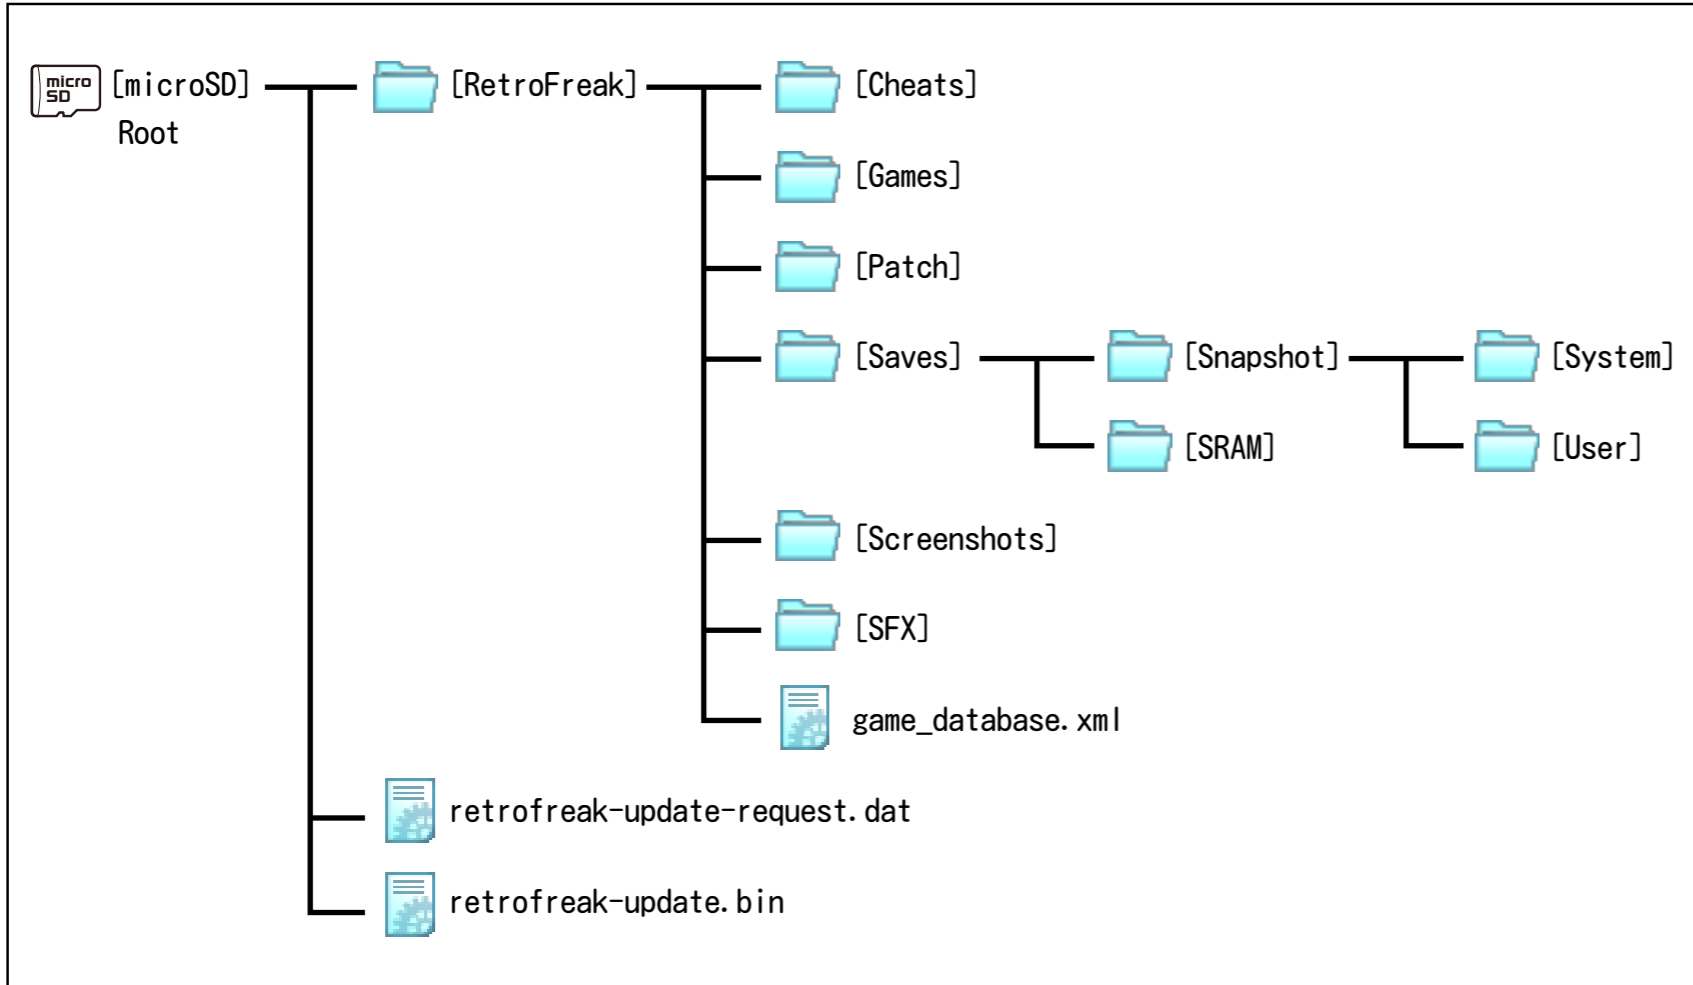 micro
SD
[microSD]
Root
[RetroFreak]
[Cheats]
[Games]
[Patch]
[Saves]
[Snapshot]
[System]
[SRAM]
[User]
[Screenshots]
[SFX]
game_database.xml
retrofreak-update-request.dat
retrofreak-update.bin